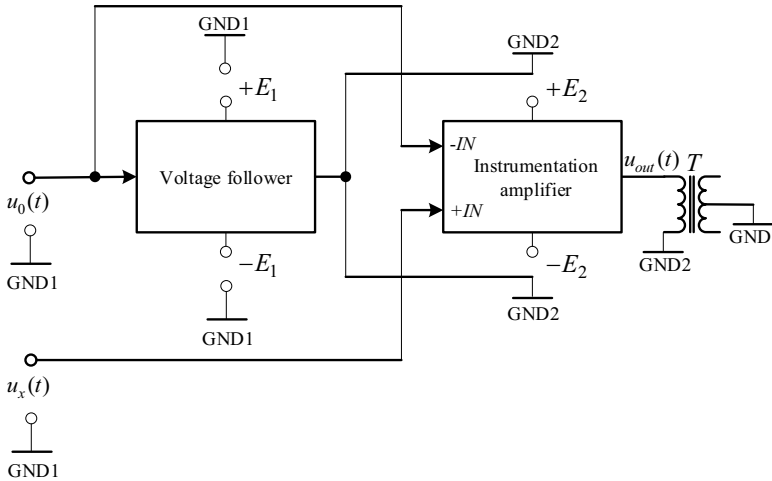 GND1
GND2
+E1
+E2
-IN
Voltage follower
Instrumentation
amplifier
uout(t)
T
u0(t)
+IN
GND
GND2
−E1
−E2
GND1
GND1
GND2
ux(t)
GND1